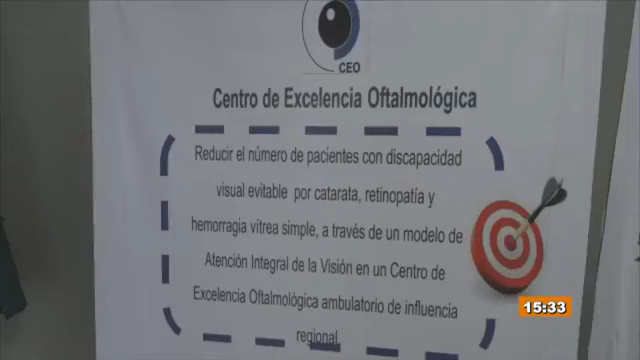 CEO
Centro de Excelencia Oftalmológica
Reducir el número de pacientes con discapacidad
visual evitable por catarata, retinopatía y
hemorragia vítrea simple, a través de un modelo de
Atención Integral de la Visión en un Centro de
Excelencia Oftalmológica ambulatorio de influencia
regional
15:33